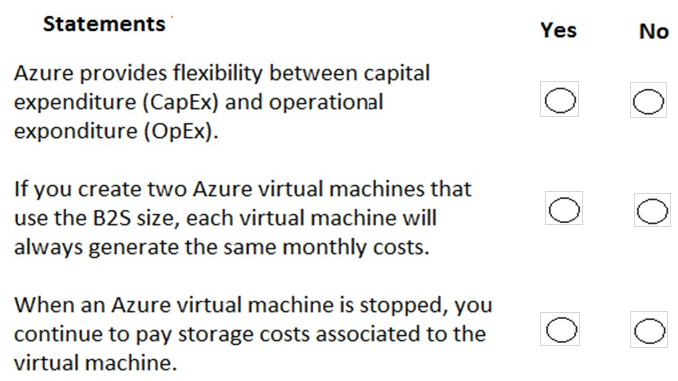 Statements
Yes
No
Azure provides flexibility between capital
expenditure (CapEx) and operational
exponditure (OpEx).
If you create two Azure virtual machines that
use the B2S size, each virtual machine will
always generate the same monthly costs.
When an Azure virtual machine is stopped, you
continue to pay storage costs associated to the
virtual machine.